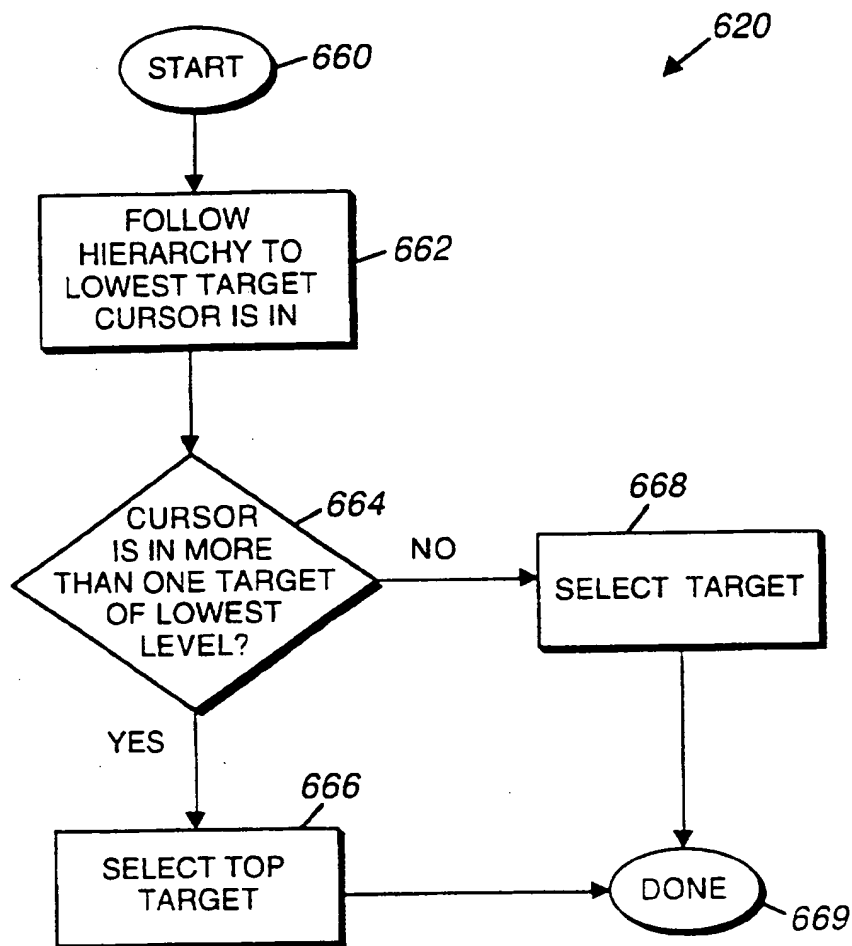 620
START
660
FOLLOW
HIERARCHY TO
LOWEST TARGET
CURSOR IS IN
662
CURSOR
IS IN MORE
THAN ONE TARGET
OF LOWEST
LEVEL?
664
NO
668
SELECT TARGET
YES
666
SELECT TOP
TARGET
DONE
669